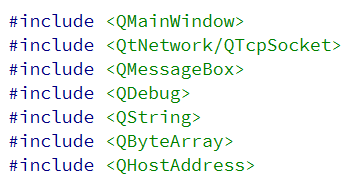 #include <QMainWindow>
#include <QtNetwork/QTcpSocket>
#include <QMessageBox>
#include <QDebug>
#include <QString>
#include <QByteArray>
#include <QHostAddress>